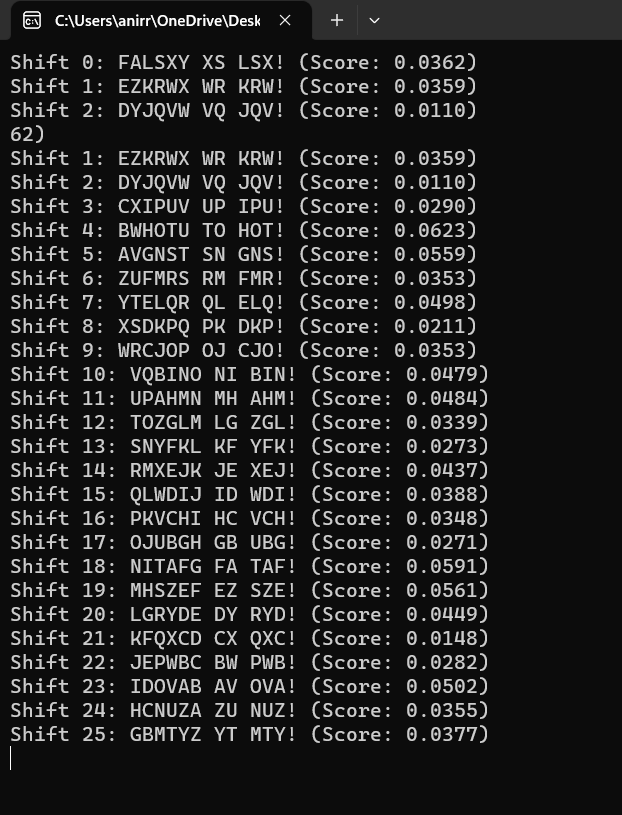 C:\Users\anirr\OneDrive\Desk
Shift 0: FALSXY XS LSX! (Score: 0.0362)
Shift 1: EZKRWX WR KRW! (Score: 0.0359)
Shift 2: DYJQVW VQ JQV! (Score: 0.0110)
62)
Shift 1: EZKRWX WR KRW! (Score: 0.0359)
Shift 2: DYJQVW VQ JQV! (Score: 0.0110)
Shift 3: CXIPUV UP IPU! (Score: 0.0290)
Shift 4: BWHOTU TO HOT! (Score: 0.0623)
Shift 5: AVGNST SN GNS! (Score: 0.0559)
Shift 6: ZUFMRS RM FMR! (Score: 0.0353)
Shift 7: YTELQR QL ELQ! (Score: 0.0498)
Shift 8: XSDKPQ PK DKP! (Score: 0.0211)
Shift 9: WRCJOP OJ CJO! (Score: 0.0353)
Shift 10: VQBINO NI BIN! (Score: 0.0479)
Shift 11: UPAHMN MH AHM! (Score: 0.0484)
Shift 12: TOZGLM LG ZGL! (Score: 0.0339)
Shift 13: SNYFKL KF YFK! (Score: 0.0273)
Shift 14: RMXEJK JE XEJ! (Score: 0.0437)
Shift 15: QLWDIJ ID WDI! (Score: 0.0388)
Shift 16: PKVCHI HC VCH! (Score: 0.0348)
Shift 17: OJUBGH GB UBG! (Score: 0.0271)
Shift 18: NITAFG FA TAF! (Score: 0.0591)
Shift 19: MHSZEF EZ SZE! (Score: 0.0561)
Shift 20: LGRYDE DY RYD! (Score: 0.0449)
Shift 21: KFQXCD CX QXC! (Score: 0.0148)
Shift 22: JEPWBC BW PWB! (Score: 0.0282)
Shift 23: IDOVAB AV OVA! (Score: 0.0502)
Shift 24: HCNUZA ZU NUZ! (Score: 0.0355)
Shift 25: GBMTYZ YT MTY! (Score: 0.0377)